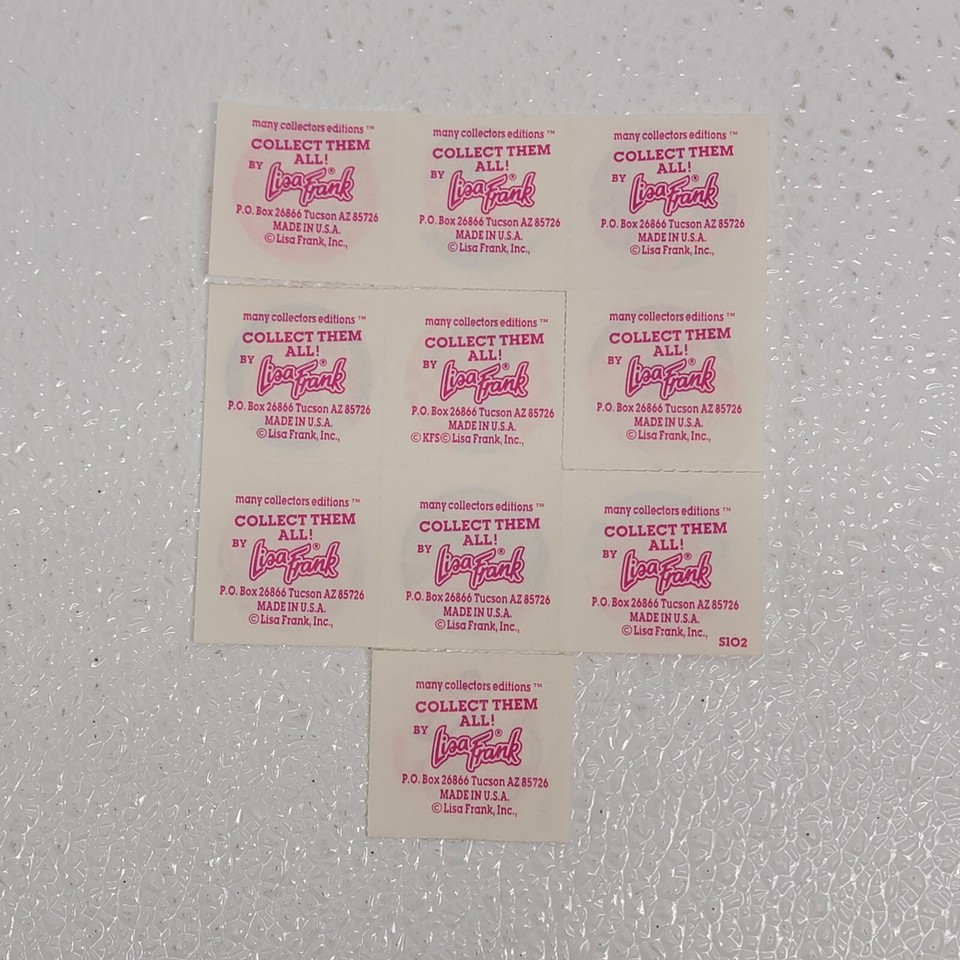 many collectors editions ™
COLLECT THEM
ALL!
BY Lisa Frank®
P.O. Box 26866 Tucson AZ 85726
MADE IN U.S.A.
© Lisa Frank, Inc.,
many collectors editions ™
COLLECT THEM
ALL!
BY Lisa Frank®
P.O. Box 26866 Tucson AZ 85726
MADE IN U.S.A.
© Lisa Frank, Inc.,
many collectors editions ™
COLLECT THEM
ALL!
BY Lisa Frank®
P.O. Box 26866 Tucson AZ 85726
MADE IN U.S.A.
© Lisa Frank, Inc.,
many collectors editions ™
COLLECT THEM
ALL!
BY Lisa Frank®
P.O. Box 26866 Tucson AZ 85726
MADE IN U.S.A.
© Lisa Frank, Inc.,
many collectors editions ™
COLLECT THEM
ALL!
BY Lisa Frank®
P.O. Box 26866 Tucson AZ 85726
MADE IN U.S.A.
© KFS © Lisa Frank, Inc.,
many collectors editions ™
COLLECT THEM
ALL!
BY Lisa Frank®
P.O. Box 26866 Tucson AZ 85726
MADE IN U.S.A.
© Lisa Frank, Inc.,
many collectors editions ™
COLLECT THEM
ALL!
BY Lisa Frank®
P.O. Box 26866 Tucson AZ 85726
MADE IN U.S.A.
© Lisa Frank, Inc.,
many collectors editions ™
COLLECT THEM
ALL!
BY Lisa Frank®
P.O. Box 26866 Tucson AZ 85726
MADE IN U.S.A.
© Lisa Frank, Inc.,
many collectors editions ™
COLLECT THEM
ALL!
BY Lisa Frank®
P.O. Box 26866 Tucson AZ 85726
MADE IN U.S.A.
© Lisa Frank, Inc.,
S102
many collectors editions ™
COLLECT THEM
ALL!
BY Lisa Frank®
P.O. Box 26866 Tucson AZ 85726
MADE IN U.S.A.
© Lisa Frank, Inc.,